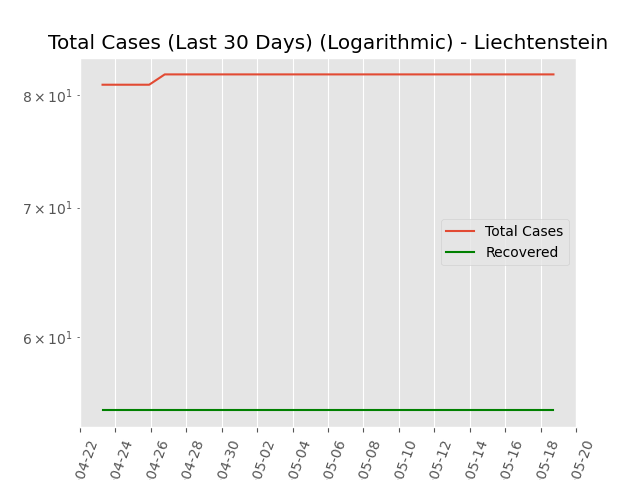 Total Cases (Last 30 Days) (Logarithmic) - Liechtenstein
8 × 10¹
7 × 10¹
6 × 10¹
Total Cases
Recovered
04-22 04-24 04-26 04-28 04-30 05-02 05-04 05-06 05-08 05-10 05-12 05-14 05-16 05-18 05-20